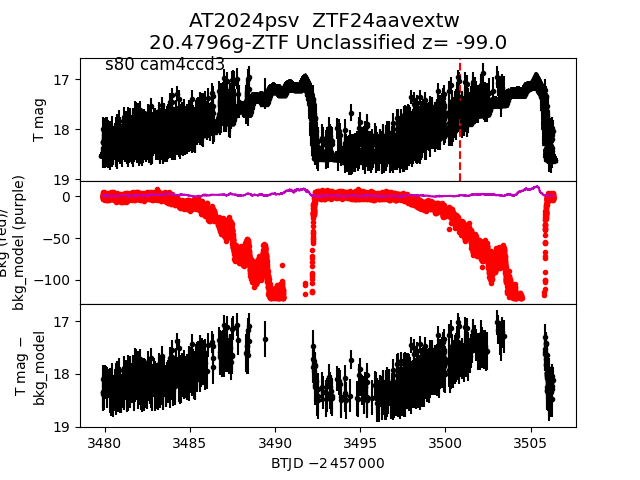 AT2024psv  ZTF24aavextw
20.4796g-ZTF Unclassified z= -99.0
s80 cam4ccd3
T mag
17
18
19
Bkg (red)/
bkg_model (purple)
0
−50
−100
T mag −
bkg_model
17
18
19
3480 3485 3490 3495 3500 3505
BTJD −2 457 000